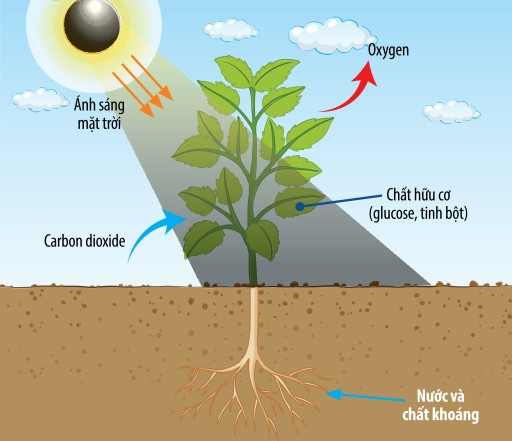 Oxygen
Ánh sáng
mặt trời
Chất hữu cơ
(glucose, tinh bột)
Carbon dioxide
Nước và
chất khoáng